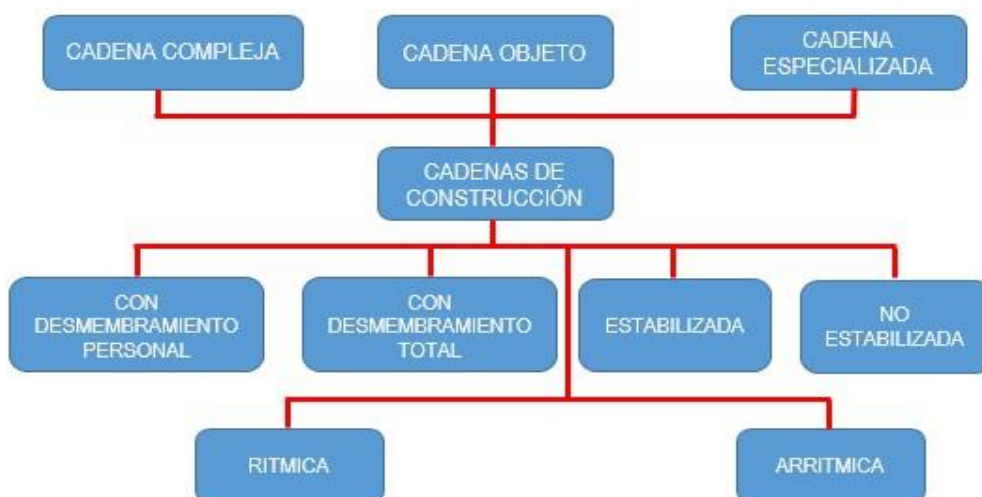 CADENA COMPLEJA
CADENA OBJETO
CADENA
ESPECIALIZADA
CADENAS DE
CONSTRUCCIÓN
CON
DESMEMBRAMIENTO
PERSONAL
CON
DESMEMBRAMIENTO
TOTAL
ESTABILIZADA
NO
ESTABILIZADA
RITMICA
ARRITMICA